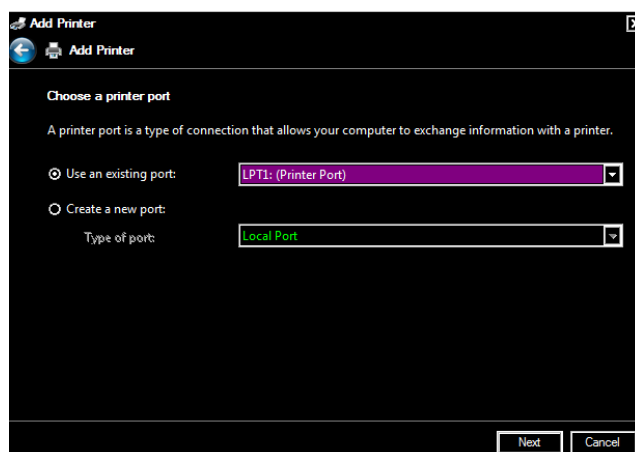 Add Printer
Add Printer
Choose a printer port
A printer port is a type of connection that allows your computer to exchange information with a printer.
Use an existing port: LPT1: (Printer Port)
Create a new port:
Type of port: Local Port
Next Cancel